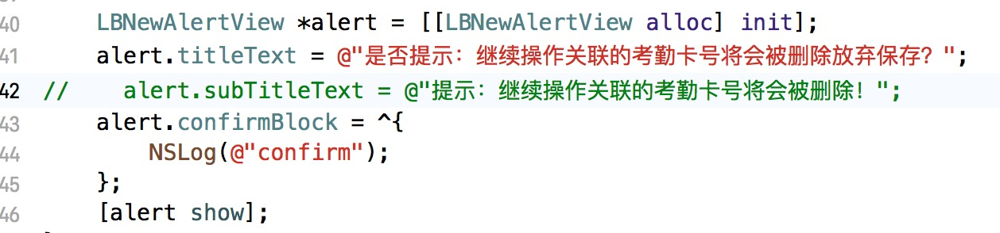 40 LBNewAlertView *alert = [[LBNewAlertView alloc] init];
41 alert.titleText = @"是否提示：继续操作关联的考勤卡号将会被删除放弃保存？";
42 // alert.subTitleText = @"提示：继续操作关联的考勤卡号将会被删除！";
43 alert.confirmBlock = ^{
44 NSLog(@"confirm");
45 };
46 [alert show];